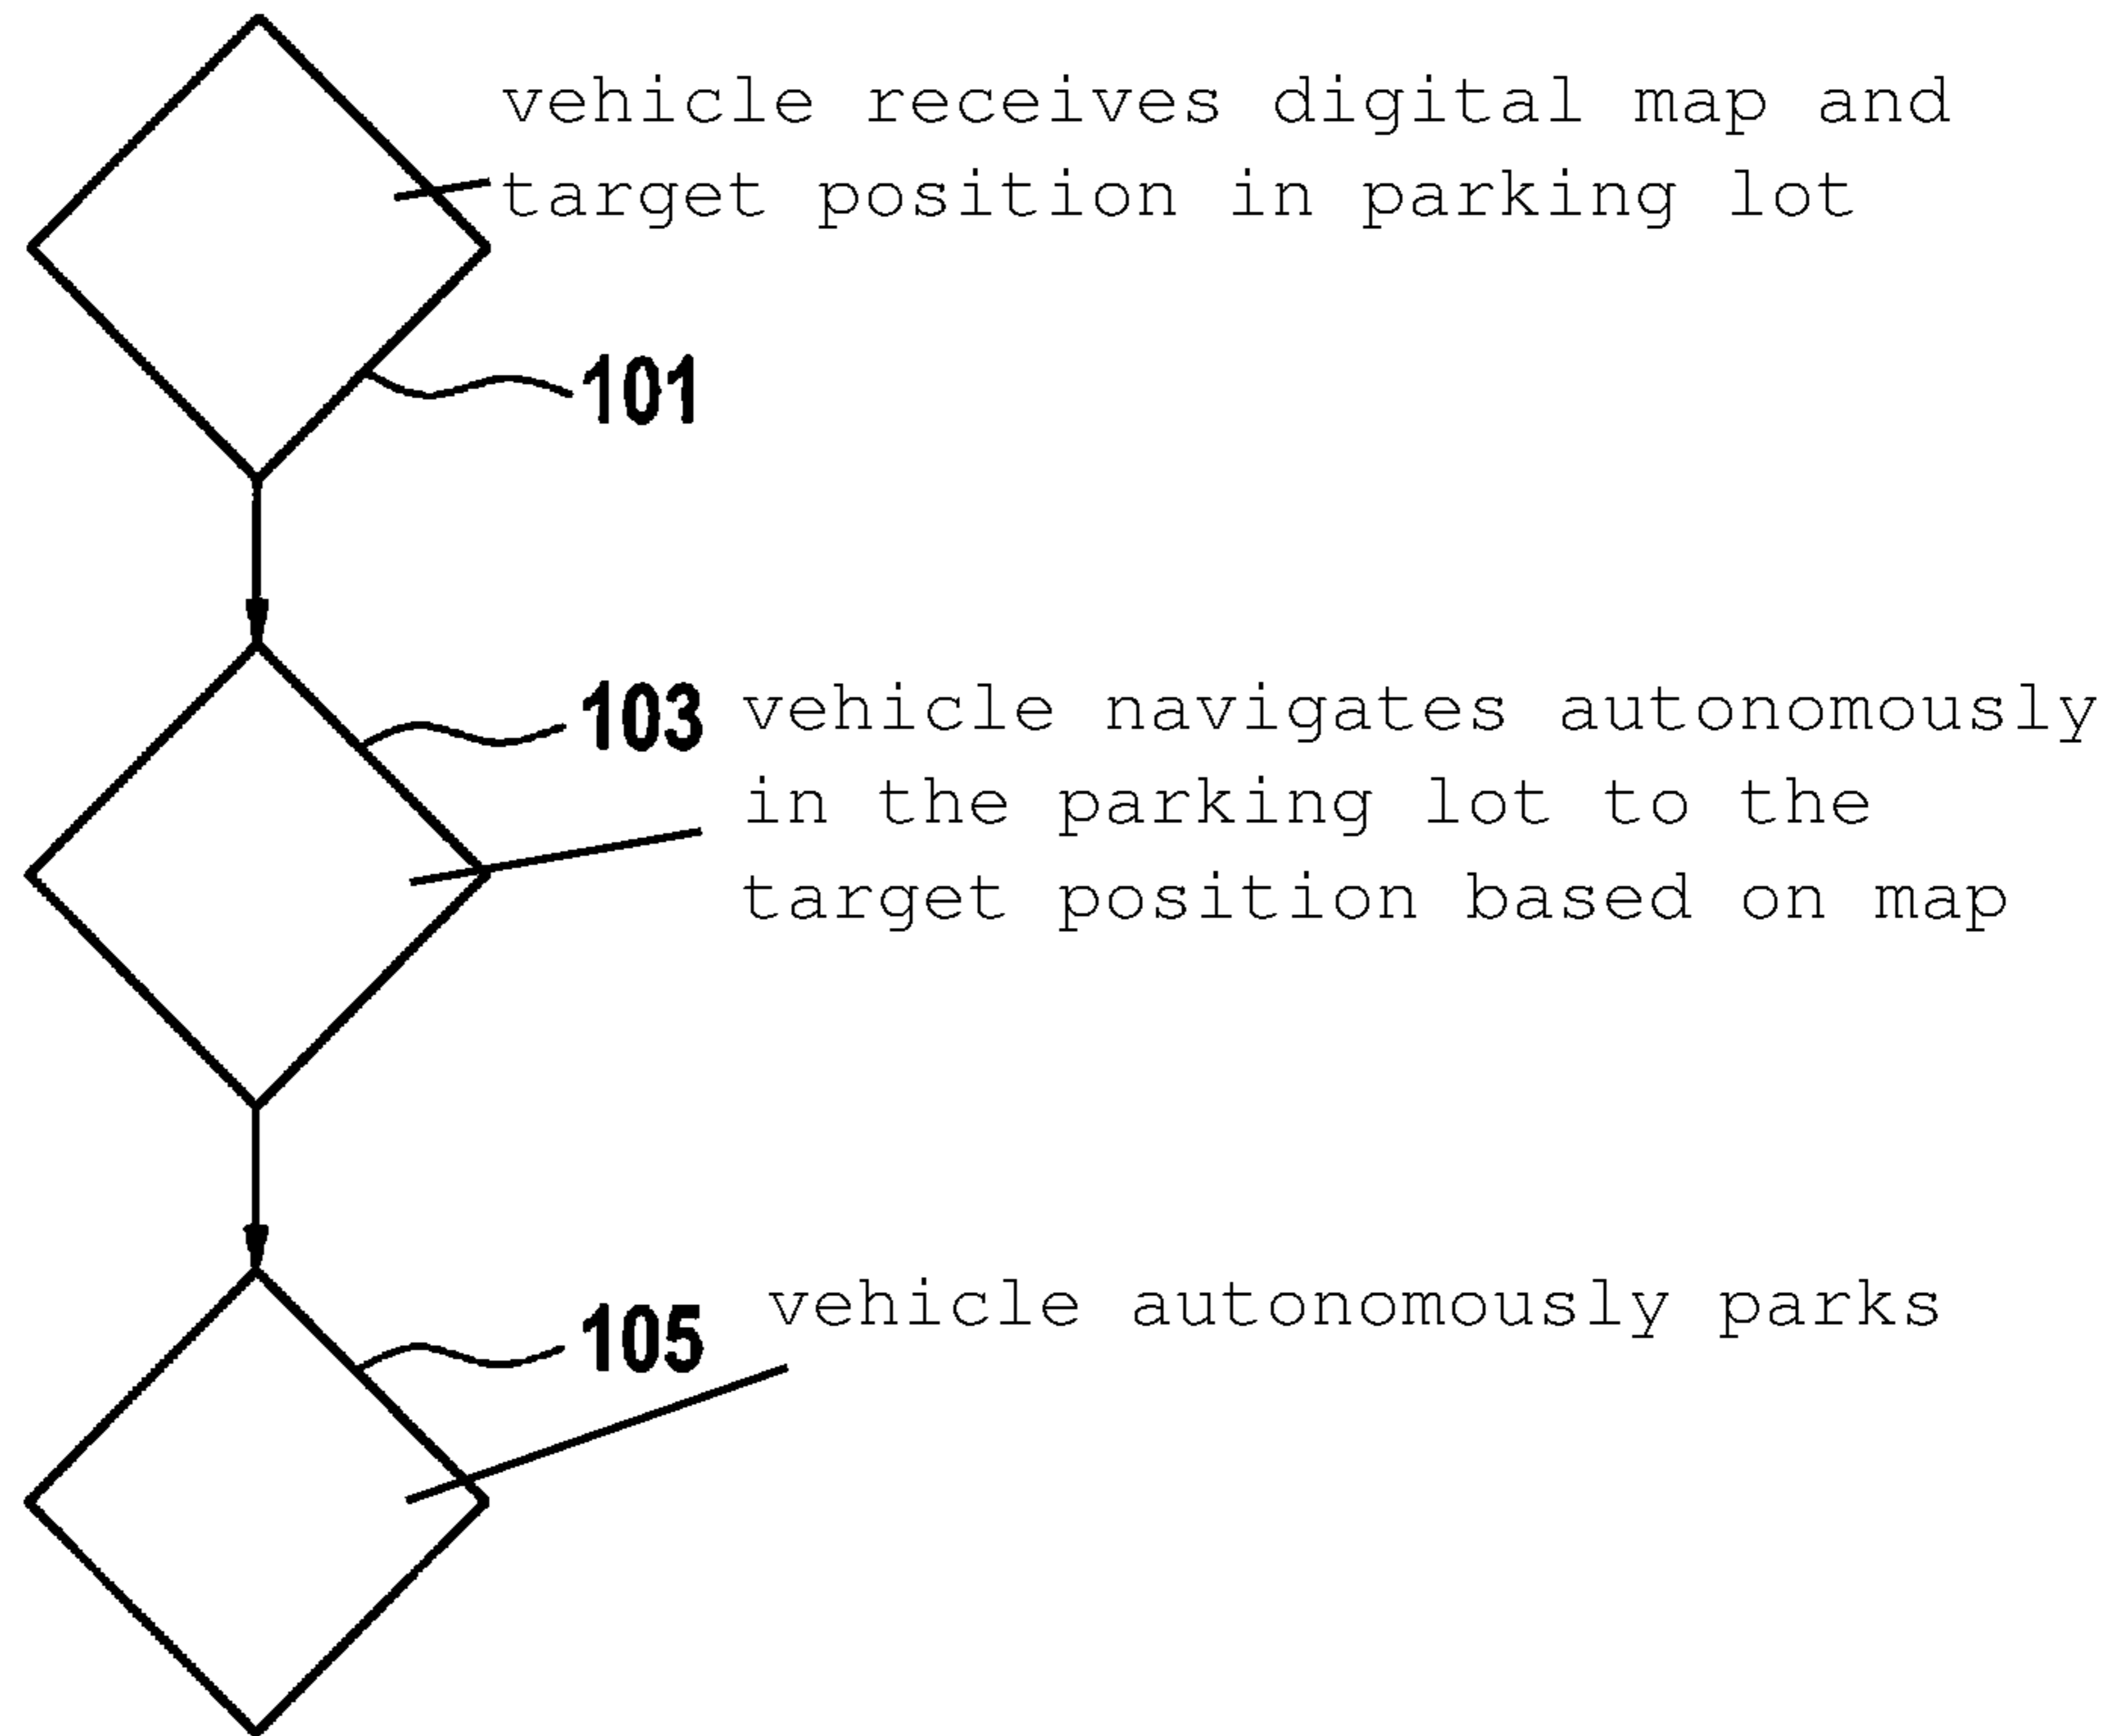 vehicle receives digital map and
target position in parking lot
101
103 vehicle navigates autonomously
in the parking lot to the
target position based on map
105 vehicle autonomously parks